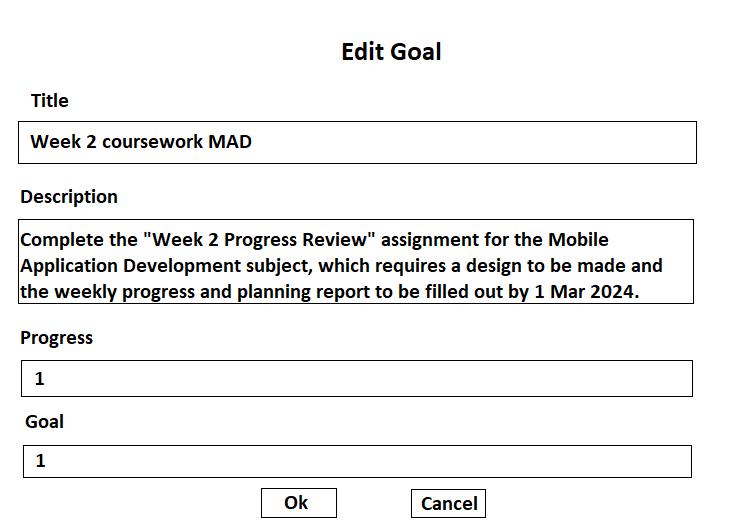 Edit Goal
Title
Week 2 coursework MAD
Description
Complete the "Week 2 Progress Review" assignment for the Mobile
Application Development subject, which requires a design to be made and
the weekly progress and planning report to be filled out by 1 Mar 2024.
Progress
1
Goal
1
Ok Cancel